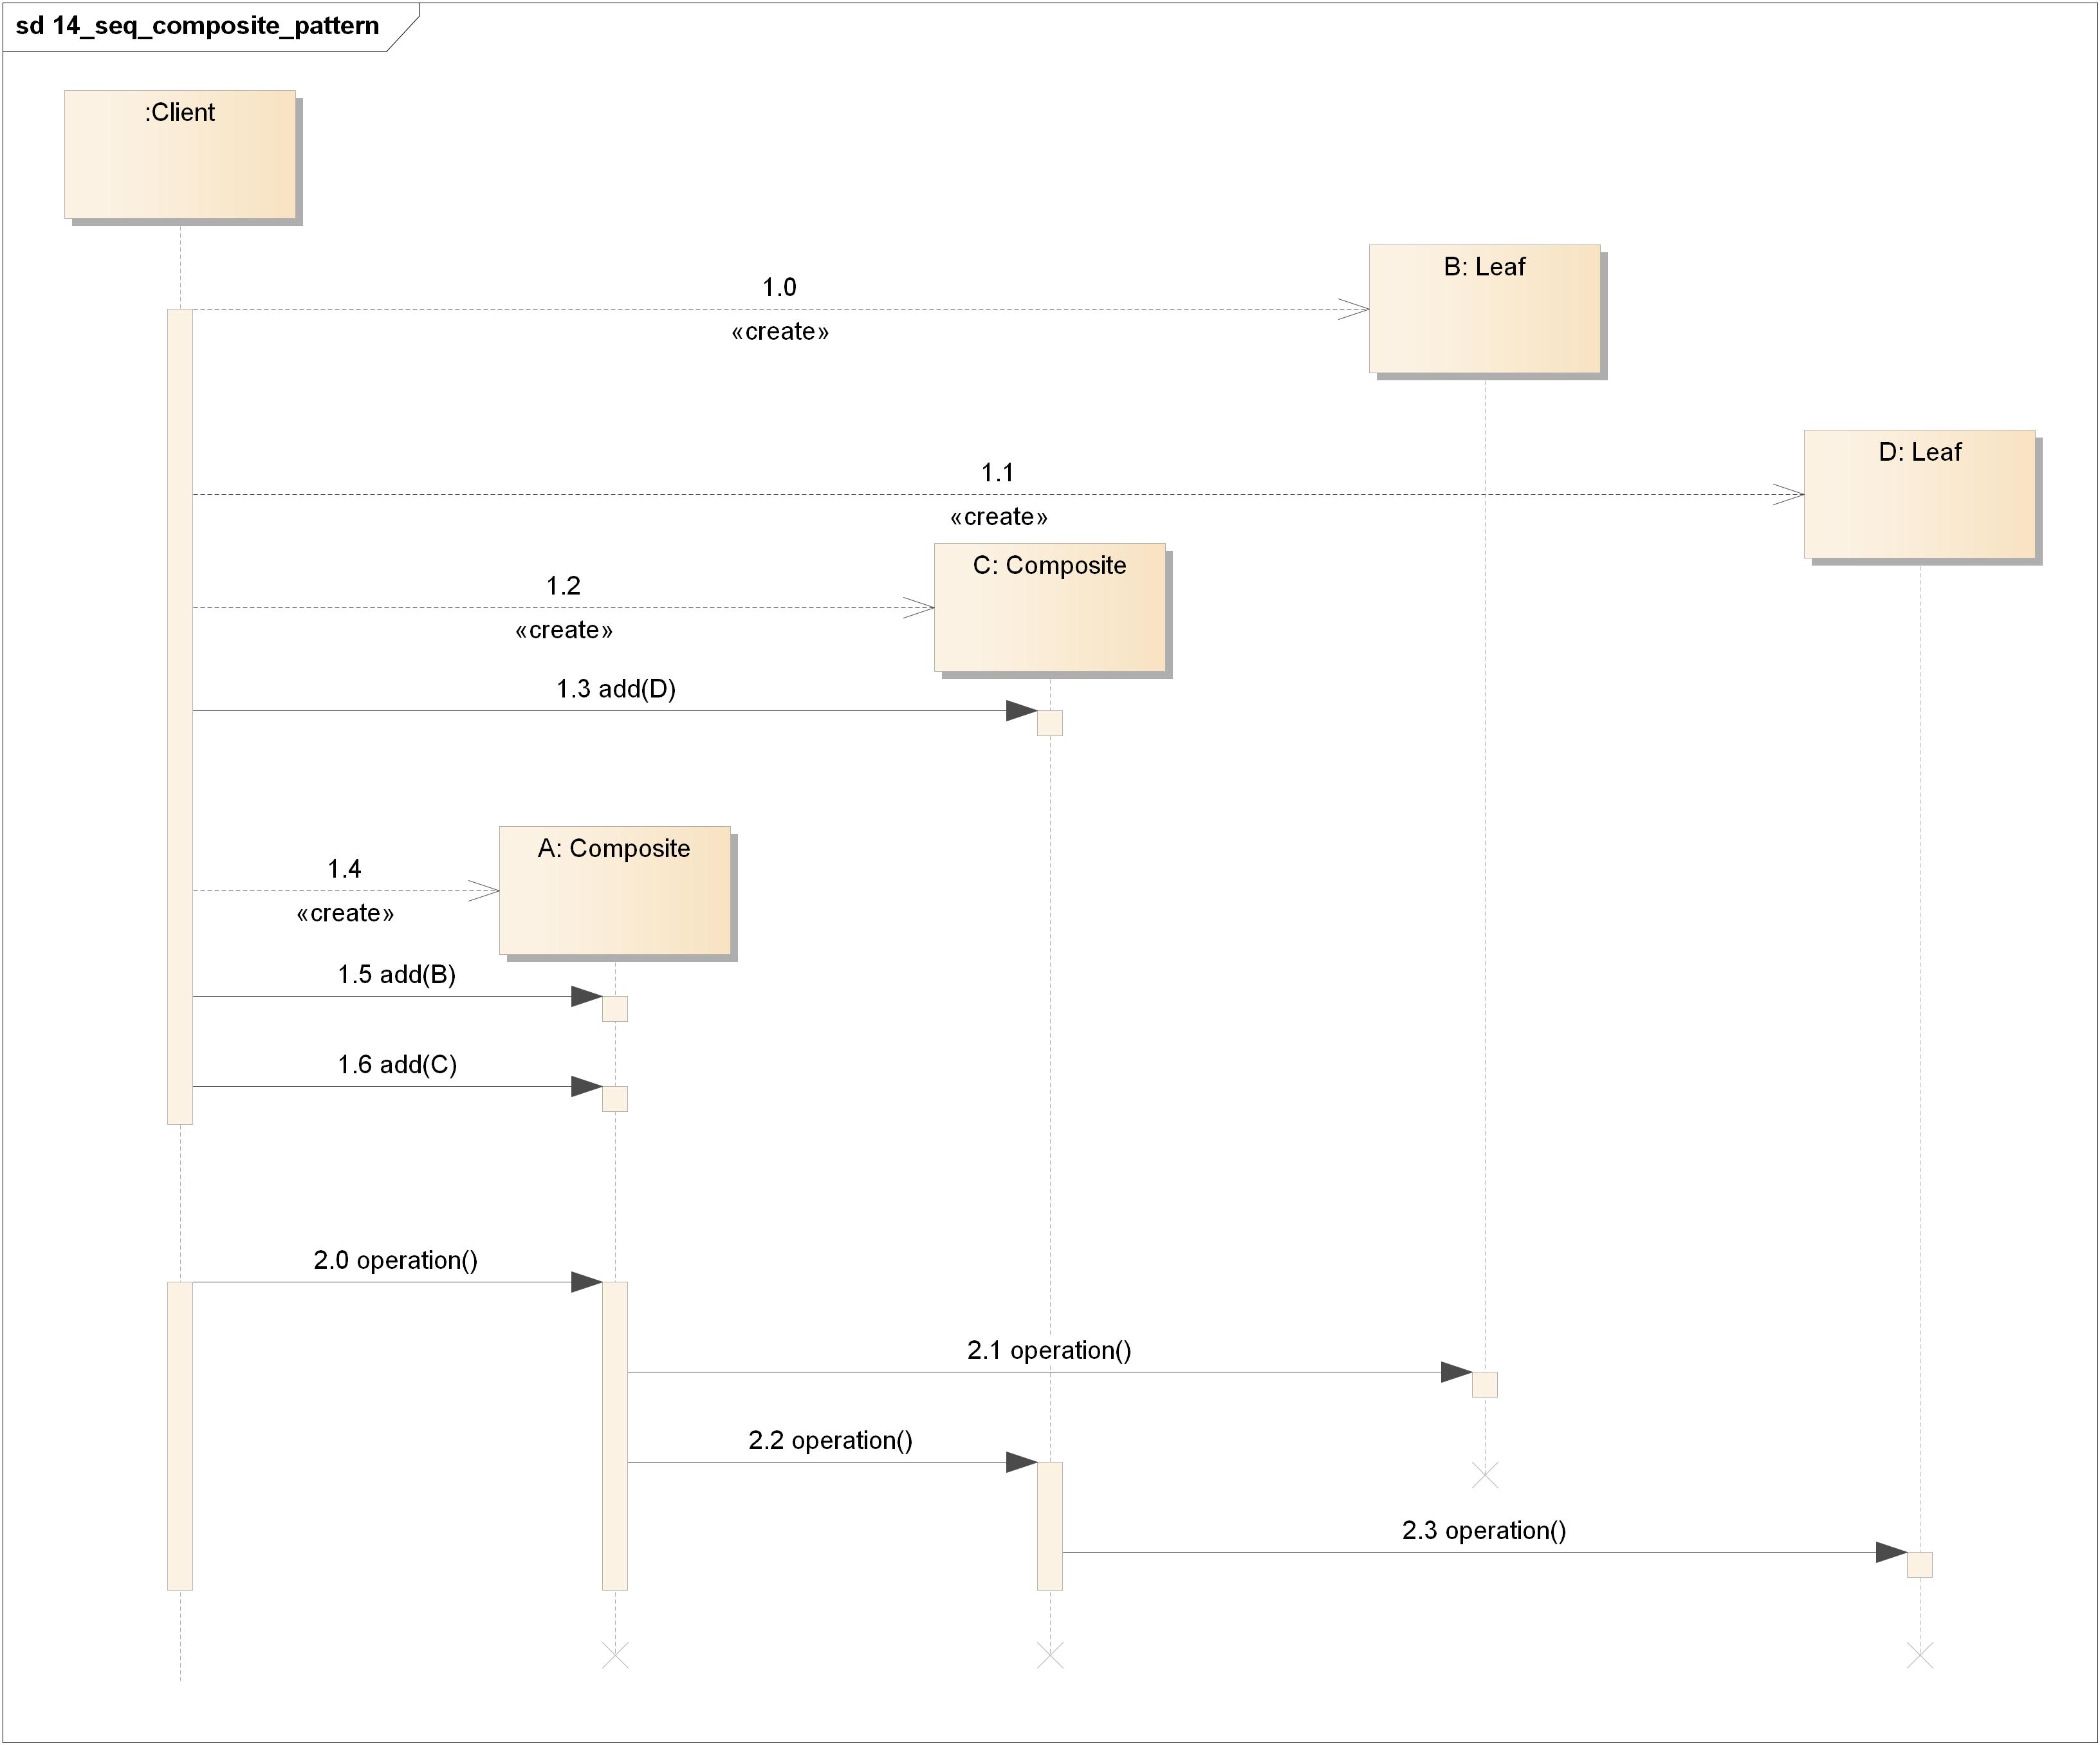 sd 14_seq_composite_pattern
:Client
B: Leaf
1.0
«create»
D: Leaf
1.1
«create»
C: Composite
1.2
«create»
1.3 add(D)
A: Composite
1.4
«create»
1.5 add(B)
1.6 add(C)
2.0 operation()
2.1 operation()
2.2 operation()
2.3 operation()